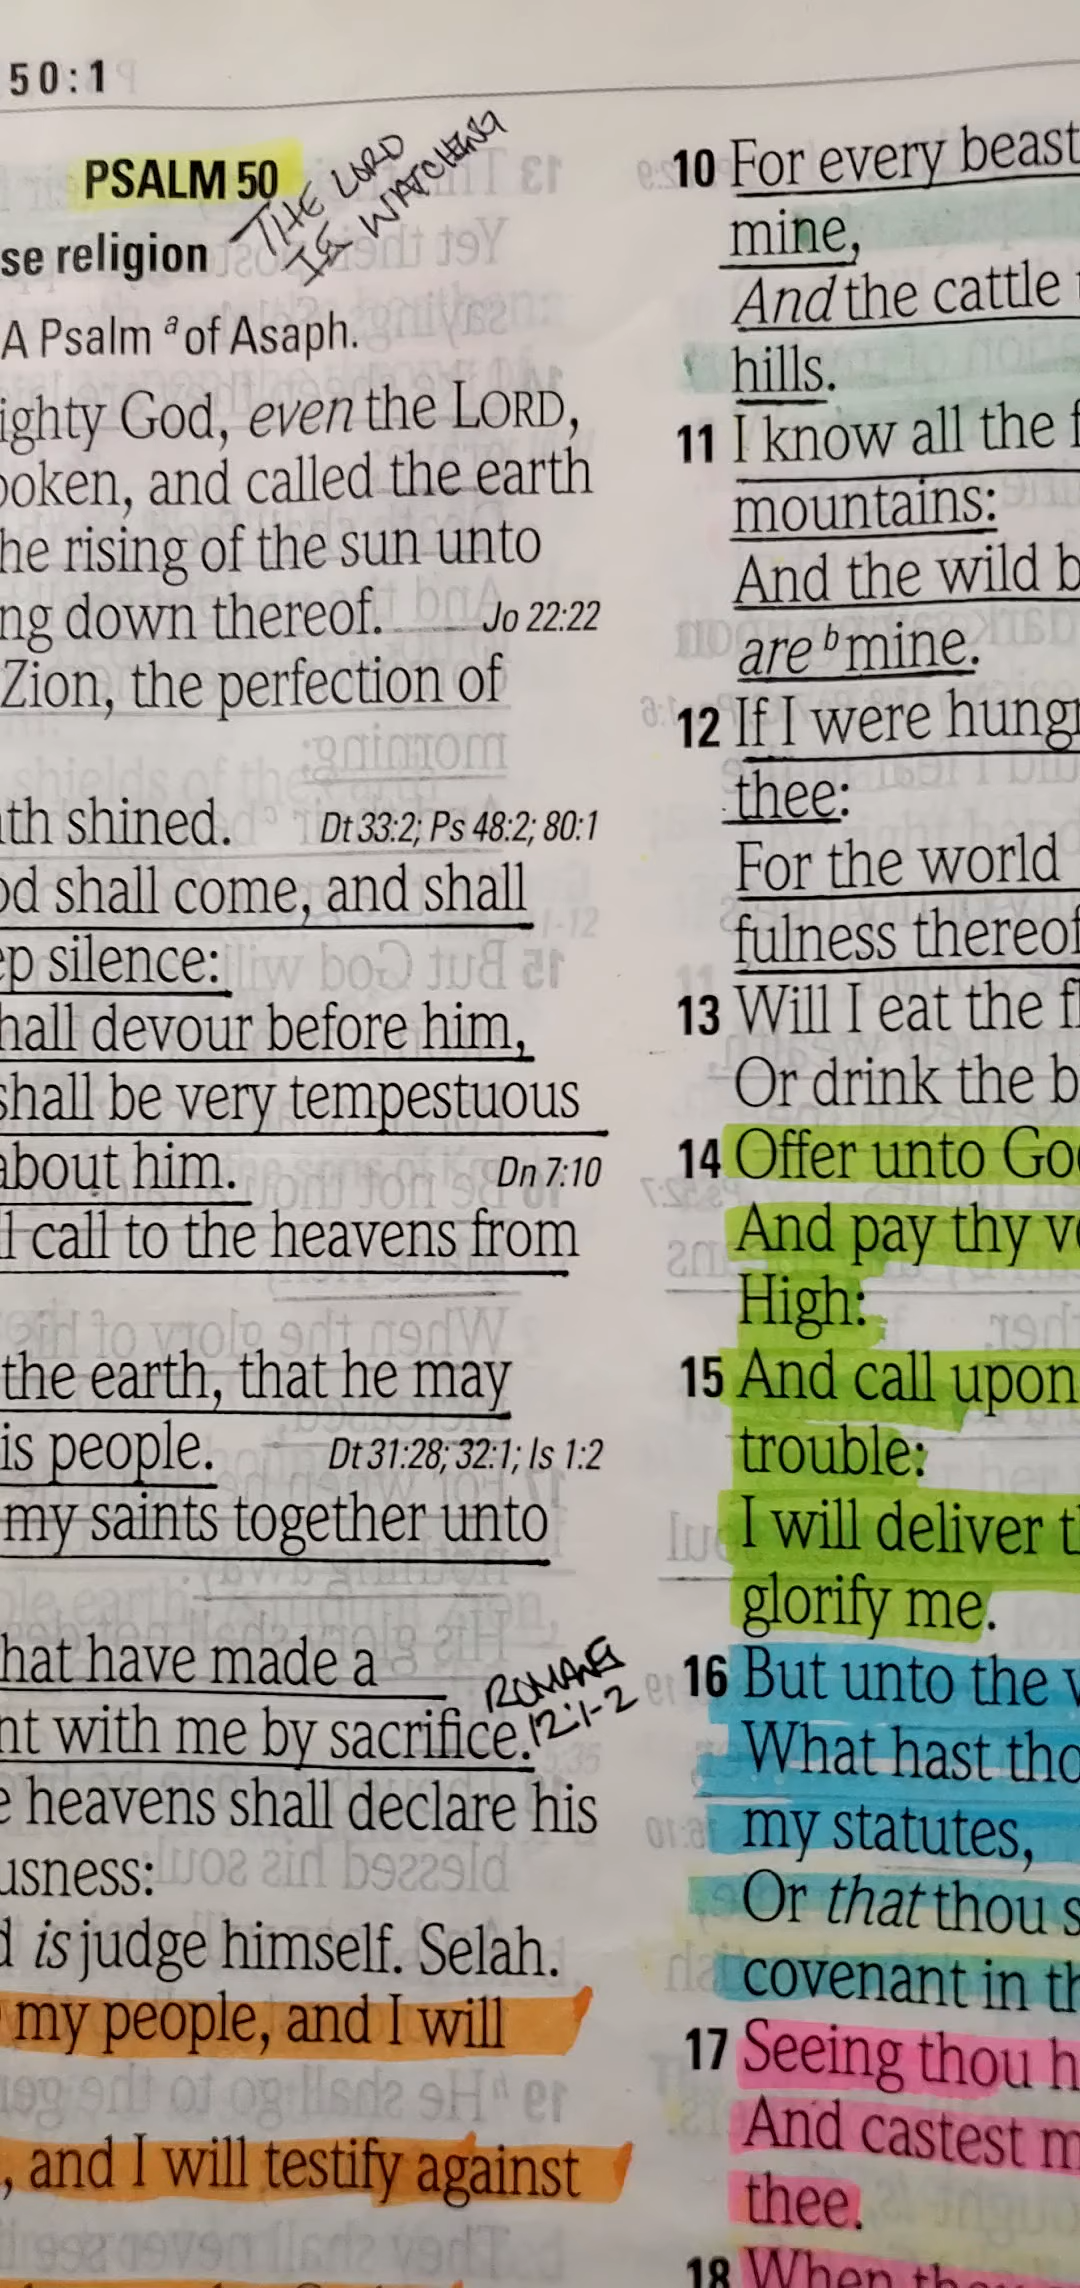 50:1
PSALM 50
THE LORD
IS WATCHING
se religion
A Psalm a of Asaph.
ighty God, even the LORD,
oken, and called the earth
he rising of the sun unto
ng down thereof. Jo 22:22
Zion, the perfection of
th shined. Dt 33:2; Ps 48:2; 80:1
od shall come, and shall
ep silence:
hall devour before him,
shall be very tempestuous
about him. Dn 7:10
l call to the heavens from
the earth, that he may
is people. Dt 31:28; 32:1; Is 1:2
my saints together unto
hat have made a
nt with me by sacrifice.
ROMANS
12:1-2
e heavens shall declare his
usness:
d is judge himself. Selah.
my people, and I will
, and I will testify against
10 For every beast
mine,
And the cattle
hills.
11 I know all the f
mountains:
And the wild b
are b mine.
12 If I were hungr
thee:
For the world
fulness thereof
13 Will I eat the fl
Or drink the b
14 Offer unto Go
And pay thy v
High:
15 And call upon
trouble:
I will deliver t
glorify me.
16 But unto the w
What hast tho
my statutes,
Or that thou s
covenant in th
17 Seeing thou h
And castest m
thee.
18 When tho